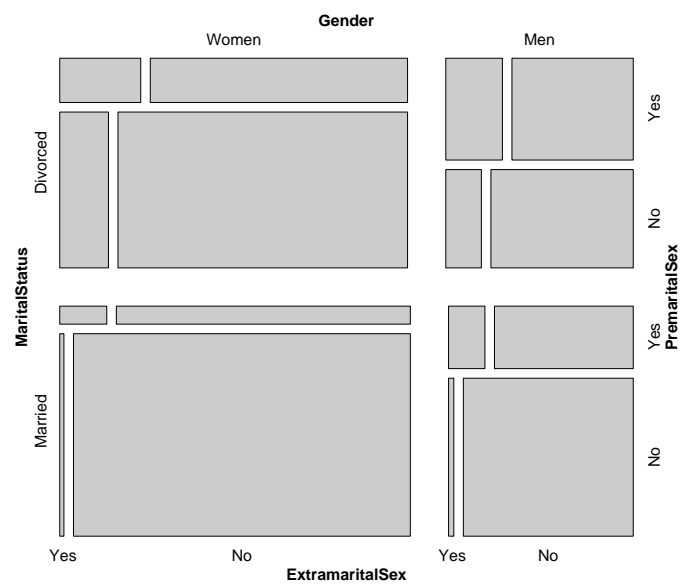 Gender
Women Men
MaritalStatus
Divorced
Married
Yes
No
Yes
No
PremaritalSex
Yes No Yes No
ExtramaritalSex